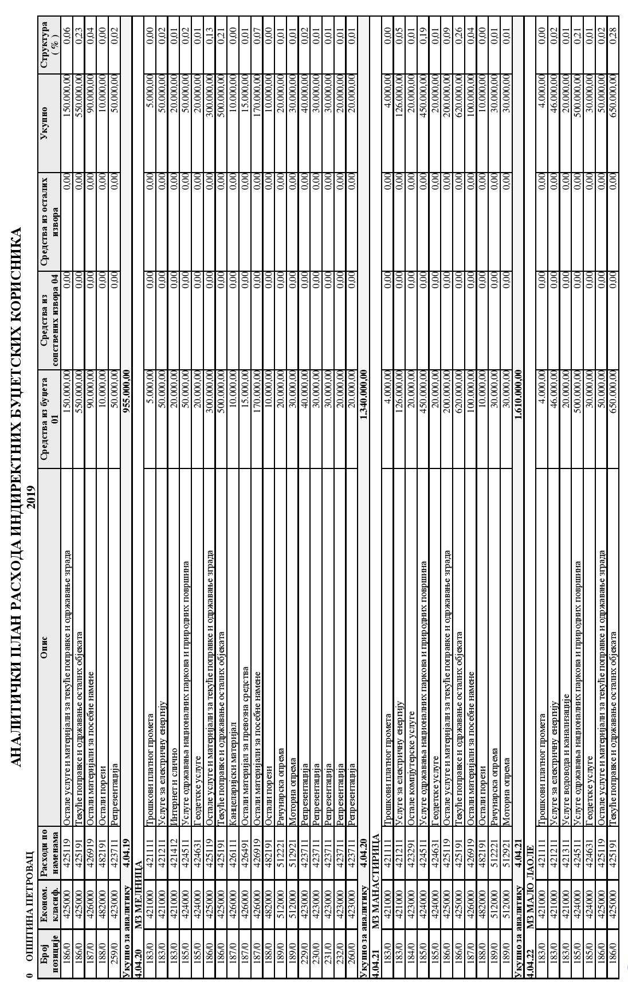 АНАЛИТИЧКИ ПЛАН РАСХОДА ИНДИРЕКТНИХ БУЏЕТСКИХ КОРИСНИКА
2019
0 ОПШТИНА ПЕТРОВАЦ
Број позиције Економ. класиф. Расходи по наменама Опис Средства из буџета 01 Средства из сопствених извора 04 Средства из осталих извора Укупно Структура ( % )
186/0 425000 425119 Остале услуге и материјали за текуће поправке и одржавање зграда 150.000,00 0,00 0,00 150.000,00 0,06
186/0 425000 425191 Текуће поправке и одржавање осталих објеката 550.000,00 0,00 0,00 550.000,00 0,23
187/0 426000 426919 Остали материјали за посебне намене 90.000,00 0,00 0,00 90.000,00 0,04
188/0 482000 482191 Остали порези 10.000,00 0,00 0,00 10.000,00 0,00
259/0 423000 423711 Репрезентација 50.000,00 0,00 0,00 50.000,00 0,02
Укупно за аналитику 4.04.19 955.000,00
4.04.20 МЗ МЕЛНИЦА
183/0 421000 421111 Трошкови платног промета 5.000,00 0,00 0,00 5.000,00 0,00
183/0 421000 421211 Услуге за електричну енергију 50.000,00 0,00 0,00 50.000,00 0,02
183/0 421000 421412 Интернет и слично 20.000,00 0,00 0,00 20.000,00 0,01
185/0 424000 424511 Услуге одржавања националних паркова и природних површина 50.000,00 0,00 0,00 50.000,00 0,02
185/0 424000 424631 Геодетске услуге 20.000,00 0,00 0,00 20.000,00 0,01
186/0 425000 425119 Остале услуге и материјали за текуће поправке и одржавање зграда 300.000,00 0,00 0,00 300.000,00 0,13
186/0 425000 425191 Текуће поправке и одржавање осталих објеката 500.000,00 0,00 0,00 500.000,00 0,21
187/0 426000 426111 Канцеларијски материјал 10.000,00 0,00 0,00 10.000,00 0,00
187/0 426000 426491 Остали материјал за превозна средства 15.000,00 0,00 0,00 15.000,00 0,01
187/0 426000 426919 Остали материјали за посебне намене 170.000,00 0,00 0,00 170.000,00 0,07
188/0 482000 482191 Остали порези 10.000,00 0,00 0,00 10.000,00 0,00
189/0 512000 512221 Рачунарска опрема 20.000,00 0,00 0,00 20.000,00 0,01
189/0 512000 512921 Моторна опрема 30.000,00 0,00 0,00 30.000,00 0,01
229/0 423000 423711 Репрезентација 40.000,00 0,00 0,00 40.000,00 0,02
230/0 423000 423711 Репрезентација 30.000,00 0,00 0,00 30.000,00 0,01
231/0 423000 423711 Репрезентација 30.000,00 0,00 0,00 30.000,00 0,01
232/0 423000 423711 Репрезентација 20.000,00 0,00 0,00 20.000,00 0,01
260/0 423000 423711 Репрезентација 20.000,00 0,00 0,00 20.000,00 0,01
Укупно за аналитику 4.04.20 1.340.000,00
4.04.21 МЗ МАНАСТИРИЦА
183/0 421000 421111 Трошкови платног промета 4.000,00 0,00 0,00 4.000,00 0,00
183/0 421000 421211 Услуге за електричну енергију 126.000,00 0,00 0,00 126.000,00 0,05
184/0 423000 423291 Остале компјутерске услуге 20.000,00 0,00 0,00 20.000,00 0,01
185/0 424000 424511 Услуге одржавања националних паркова и природних површина 450.000,00 0,00 0,00 450.000,00 0,19
185/0 424000 424631 Геодетске услуге 20.000,00 0,00 0,00 20.000,00 0,01
186/0 425000 425119 Остале услуге и материјали за текуће поправке и одржавање зграда 200.000,00 0,00 0,00 200.000,00 0,09
186/0 425000 425191 Текуће поправке и одржавање осталих објеката 620.000,00 0,00 0,00 620.000,00 0,26
187/0 426000 426919 Остали материјали за посебне намене 100.000,00 0,00 0,00 100.000,00 0,04
188/0 482000 482191 Остали порези 10.000,00 0,00 0,00 10.000,00 0,00
189/0 512000 512221 Рачунарска опрема 30.000,00 0,00 0,00 30.000,00 0,01
189/0 512000 512921 Моторна опрема 30.000,00 0,00 0,00 30.000,00 0,01
Укупно за аналитику 4.04.21 1.610.000,00
4.04.22 МЗ МАЛО ЛАОЛЕ
183/0 421000 421111 Трошкови платног промета 4.000,00 0,00 0,00 4.000,00 0,00
183/0 421000 421211 Услуге за електричну енергију 46.000,00 0,00 0,00 46.000,00 0,02
183/0 421000 421311 Услуге водовода и канализације 20.000,00 0,00 0,00 20.000,00 0,01
185/0 424000 424511 Услуге одржавања националних паркова и природних површина 500.000,00 0,00 0,00 500.000,00 0,21
185/0 424000 424631 Геодетске услуге 30.000,00 0,00 0,00 30.000,00 0,01
186/0 425000 425119 Остале услуге и материјали за текуће поправке и одржавање зграда 50.000,00 0,00 0,00 50.000,00 0,02
186/0 425000 425191 Текуће поправке и одржавање осталих објеката 650.000,00 0,00 0,00 650.000,00 0,28